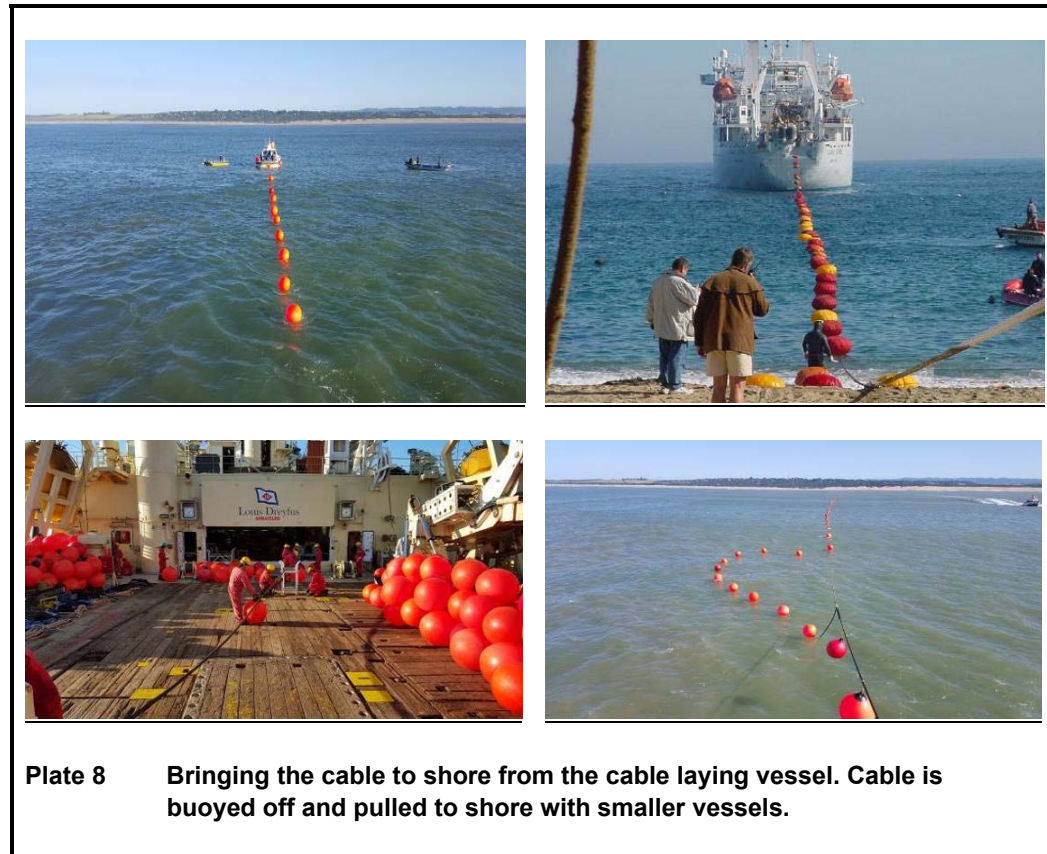 Louis Dreyfus
ARMATEURS
Plate 8 Bringing the cable to shore from the cable laying vessel. Cable is
buoyed off and pulled to shore with smaller vessels.